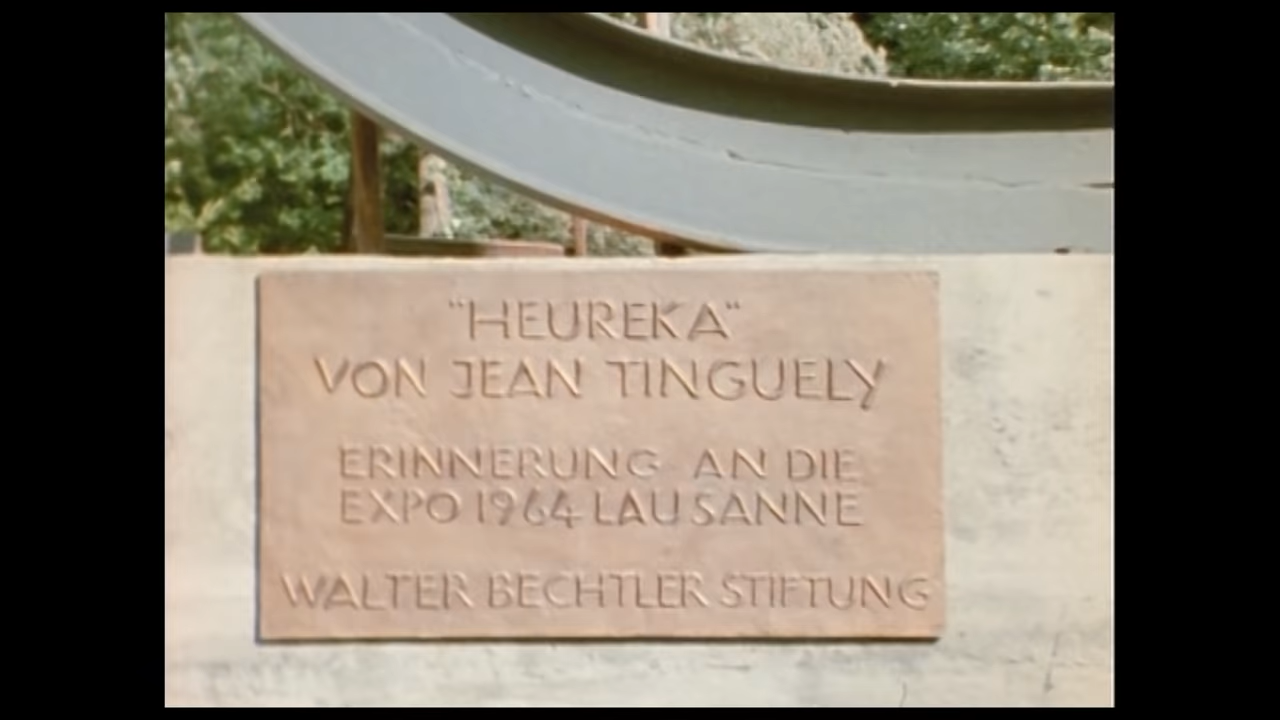 "HEUREKA"
VON JEAN TINGUELY
ERINNERUNG AN DIE
EXPO 1964 LAUSANNE
WALTER BECHTLER STIFTUNG